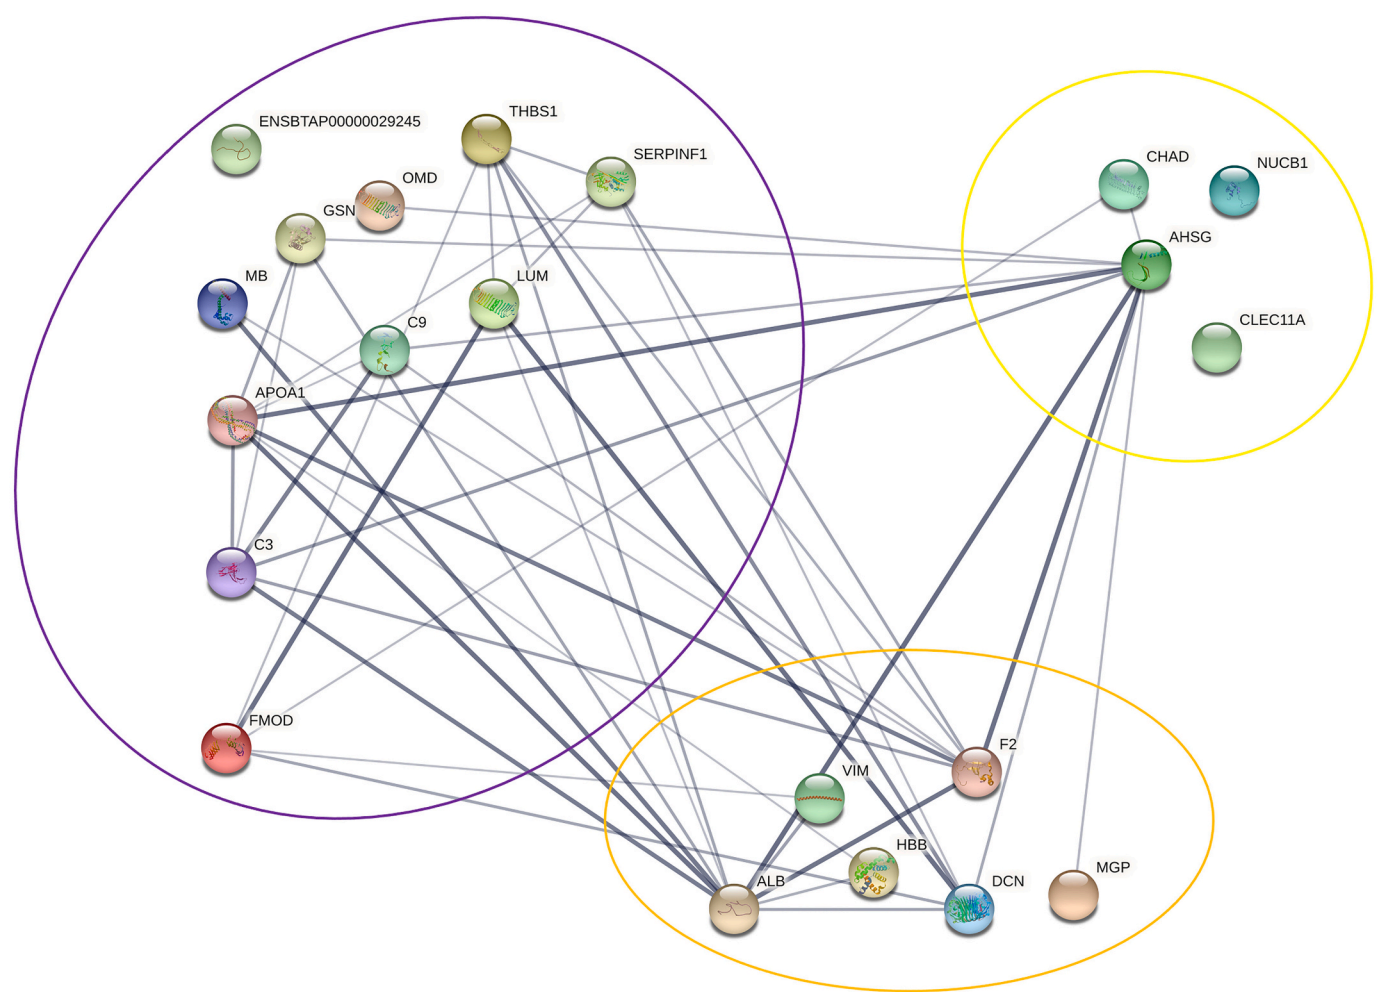 THBS1
ENSBTAP00000029245
SERPINF1
CHAD
NUCB1
OMD
GSN
AHSG
MB
LUM
C9
CLEC11A
APOA1
C3
FMOD
F2
VIM
HBB
MGP
ALB
DCN